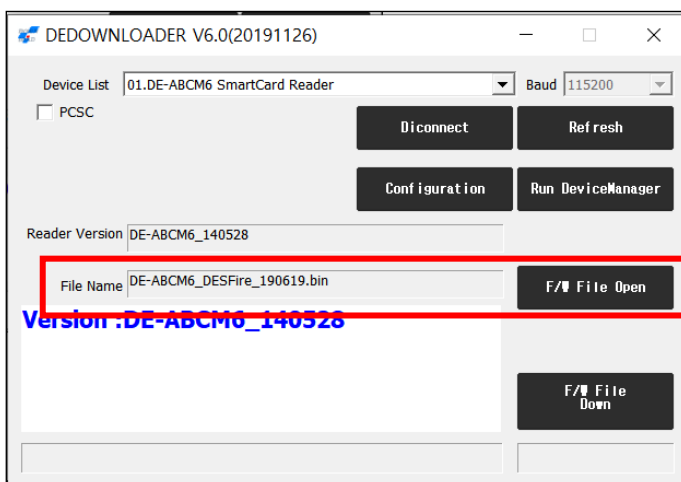 DEDOWNLOADER V6.0(20191126)
Device List 01.DE-ABCM6 SmartCard Reader Baud 115200
PCSC
Diconnect Refresh
Configuration Run DeviceManager
Reader Version DE-ABCM6_140528
File Name DE-ABCM6_DESFire_190619.bin F/W File Open
Version :DE-ABCM6_140528
F/W File
Down